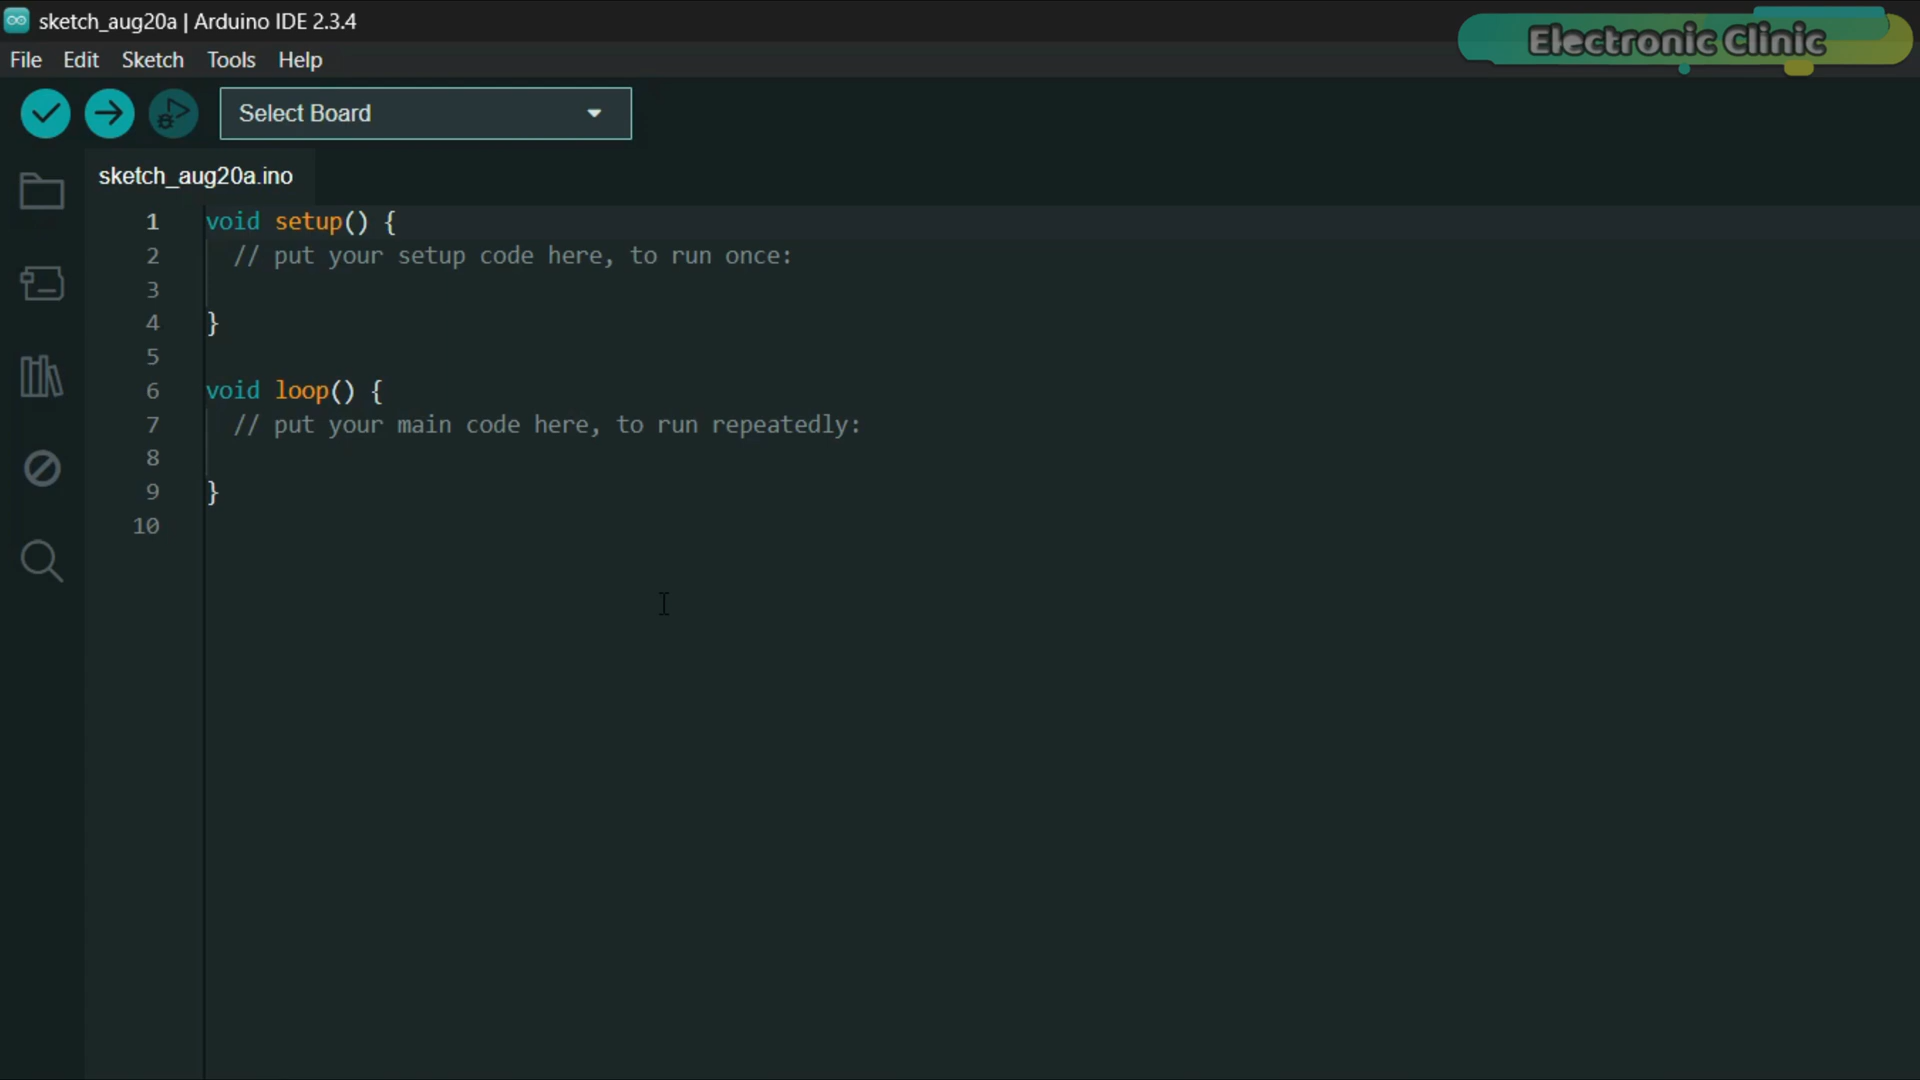 sketch_aug20a | Arduino IDE 2.3.4
Electronic Clinic
File Edit Sketch Tools Help
Select Board
sketch_aug20a.ino
1 void setup() {
2 // put your setup code here, to run once:
3
4 }
5
6 void loop() {
7 // put your main code here, to run repeatedly:
8
9 }
10